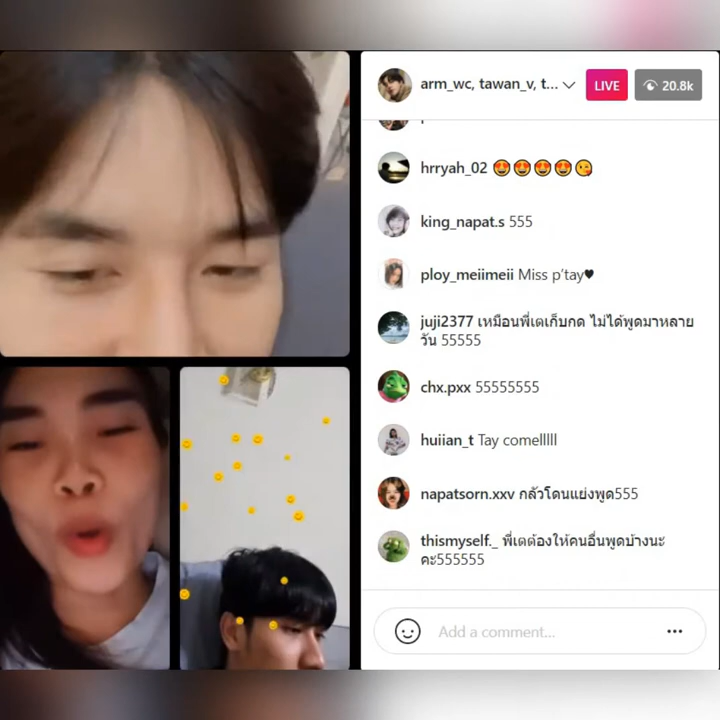 arm_wc, tawan_v, t...
LIVE
20.8k
hrryah_02 😍😍😍😍😘
king_napat.s 555
ploy_meiimeii Miss p'tay♥
juji2377 เหมือนพี่เตเก็บกด ไม่ได้พูดมาหลาย
วัน 55555
chx.pxx 55555555
huiian_t Tay comelllll
napatsorn.xxv กลัวโดนแย่งพูด555
thismyself._ พี่เตต้องให้คนอื่นพูดบ้างนะ
คะ555555
Add a comment...